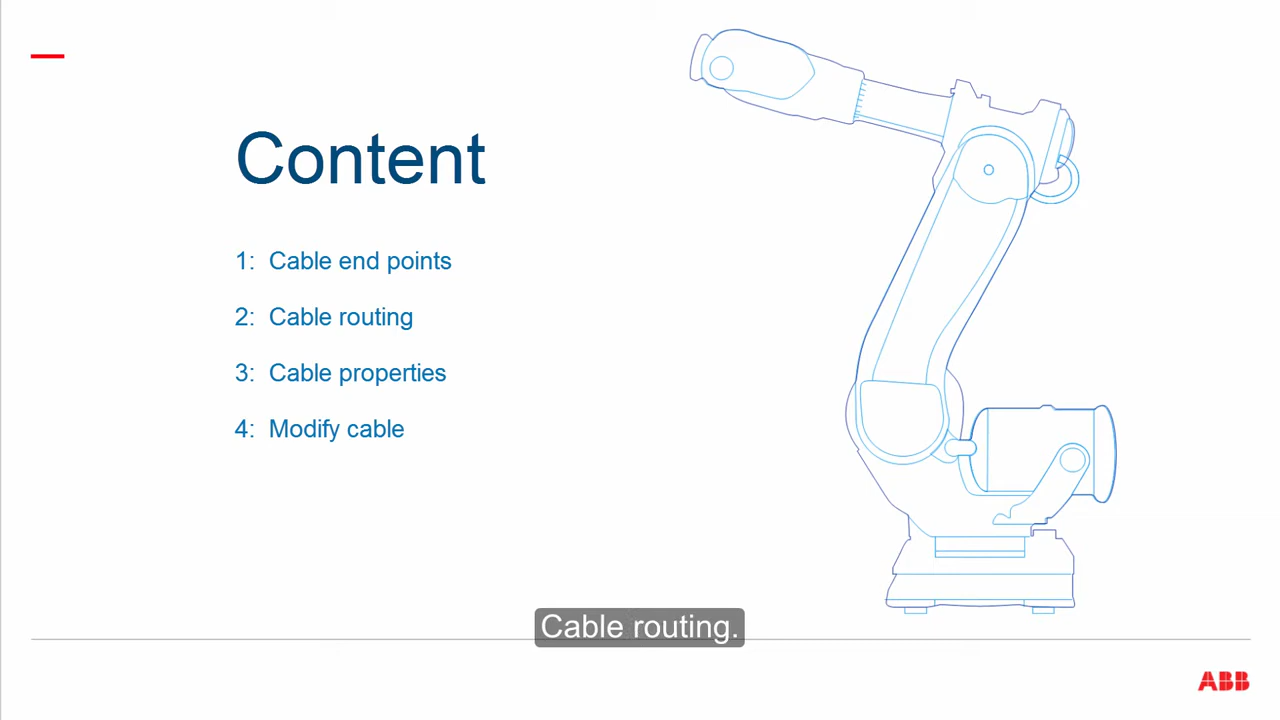 Content
1: Cable end points
2: Cable routing
3: Cable properties
4: Modify cable
Cable routing.
ABB